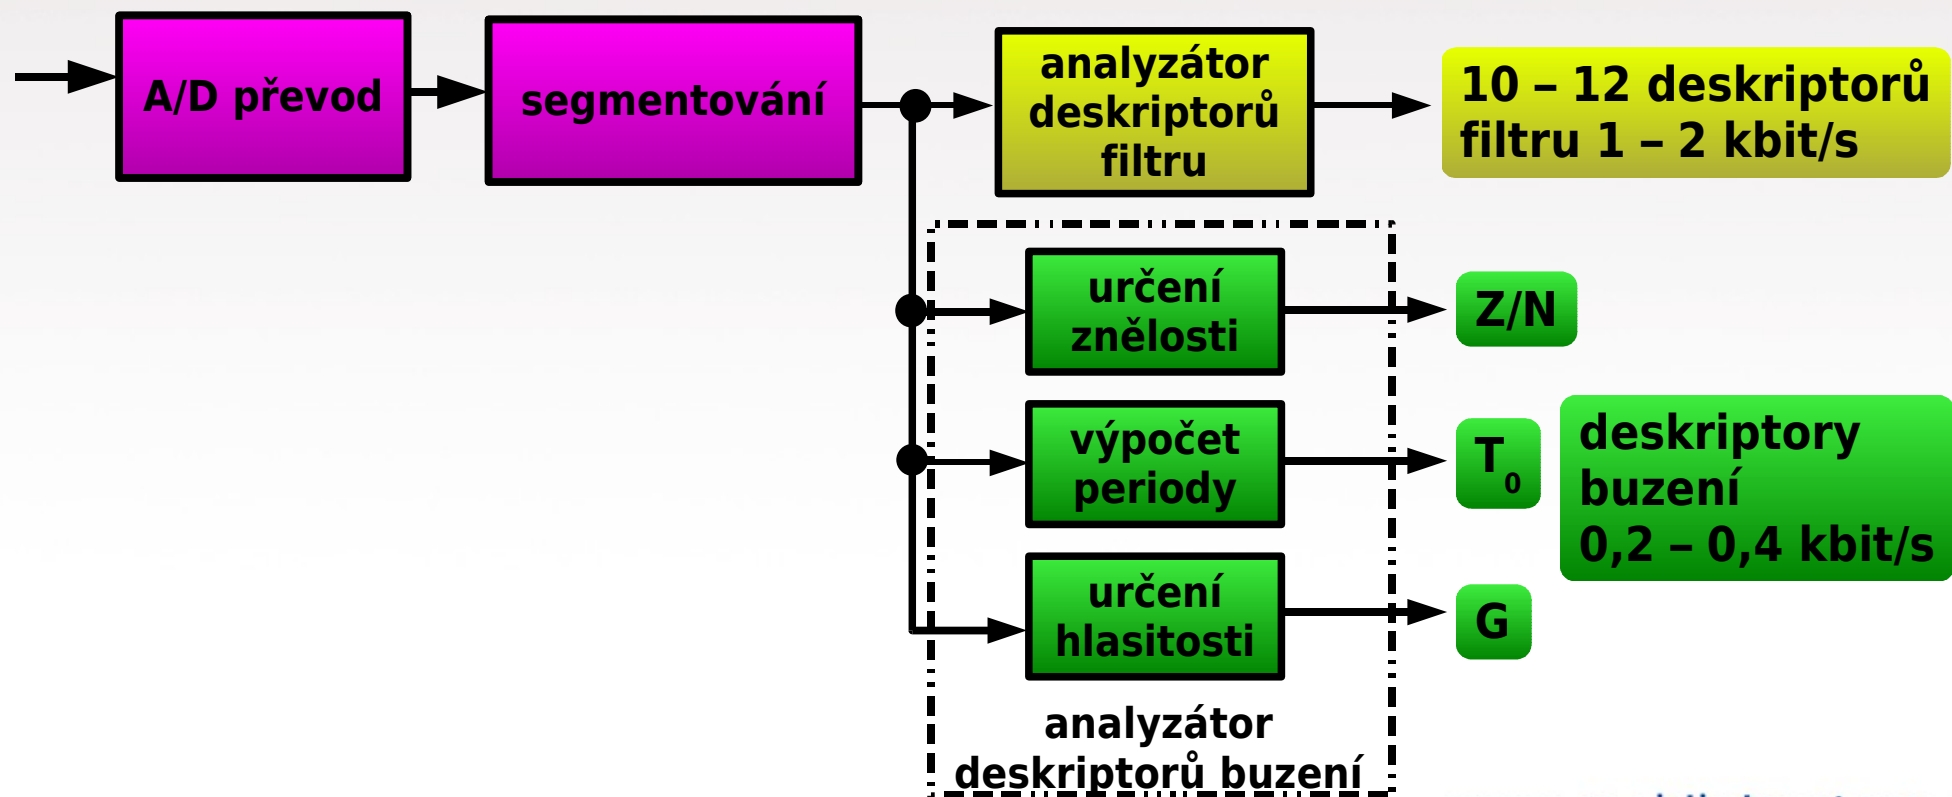 A/D převod
segmentování
analyzátor
deskriptorů
filtru
10 – 12 deskriptorů
filtru 1 – 2 kbit/s
určení
znělosti
Z/N
výpočet
periody
T0
deskriptory
buzení
0,2 – 0,4 kbit/s
určení
hlasitosti
G
analyzátor
deskriptorů buzení